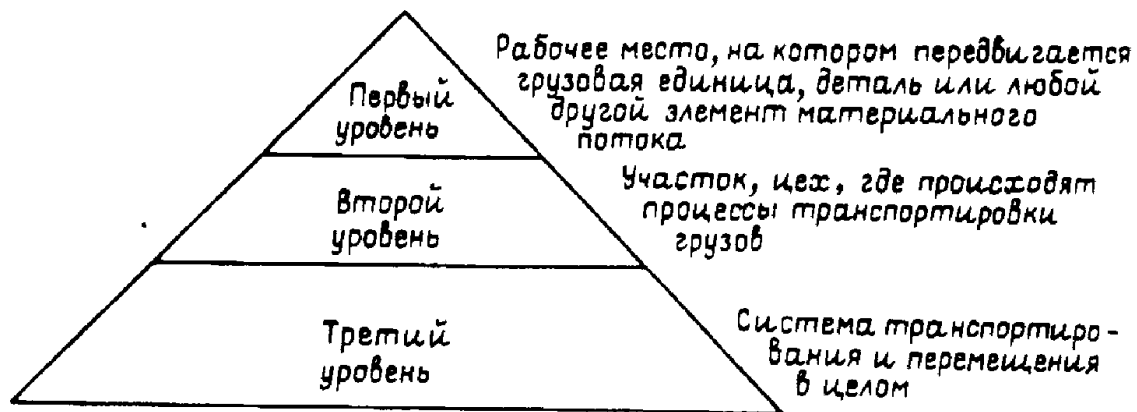 Рабочее место, на котором передвигается
грузовая единица, деталь или любой
другой элемент материального
потока
Первый
уровень
Участок, цех, где происходят
процессы транспортировки
грузов
Второй
уровень
Система транспортиро-
вания и перемещения
в целом
Третий
уровень